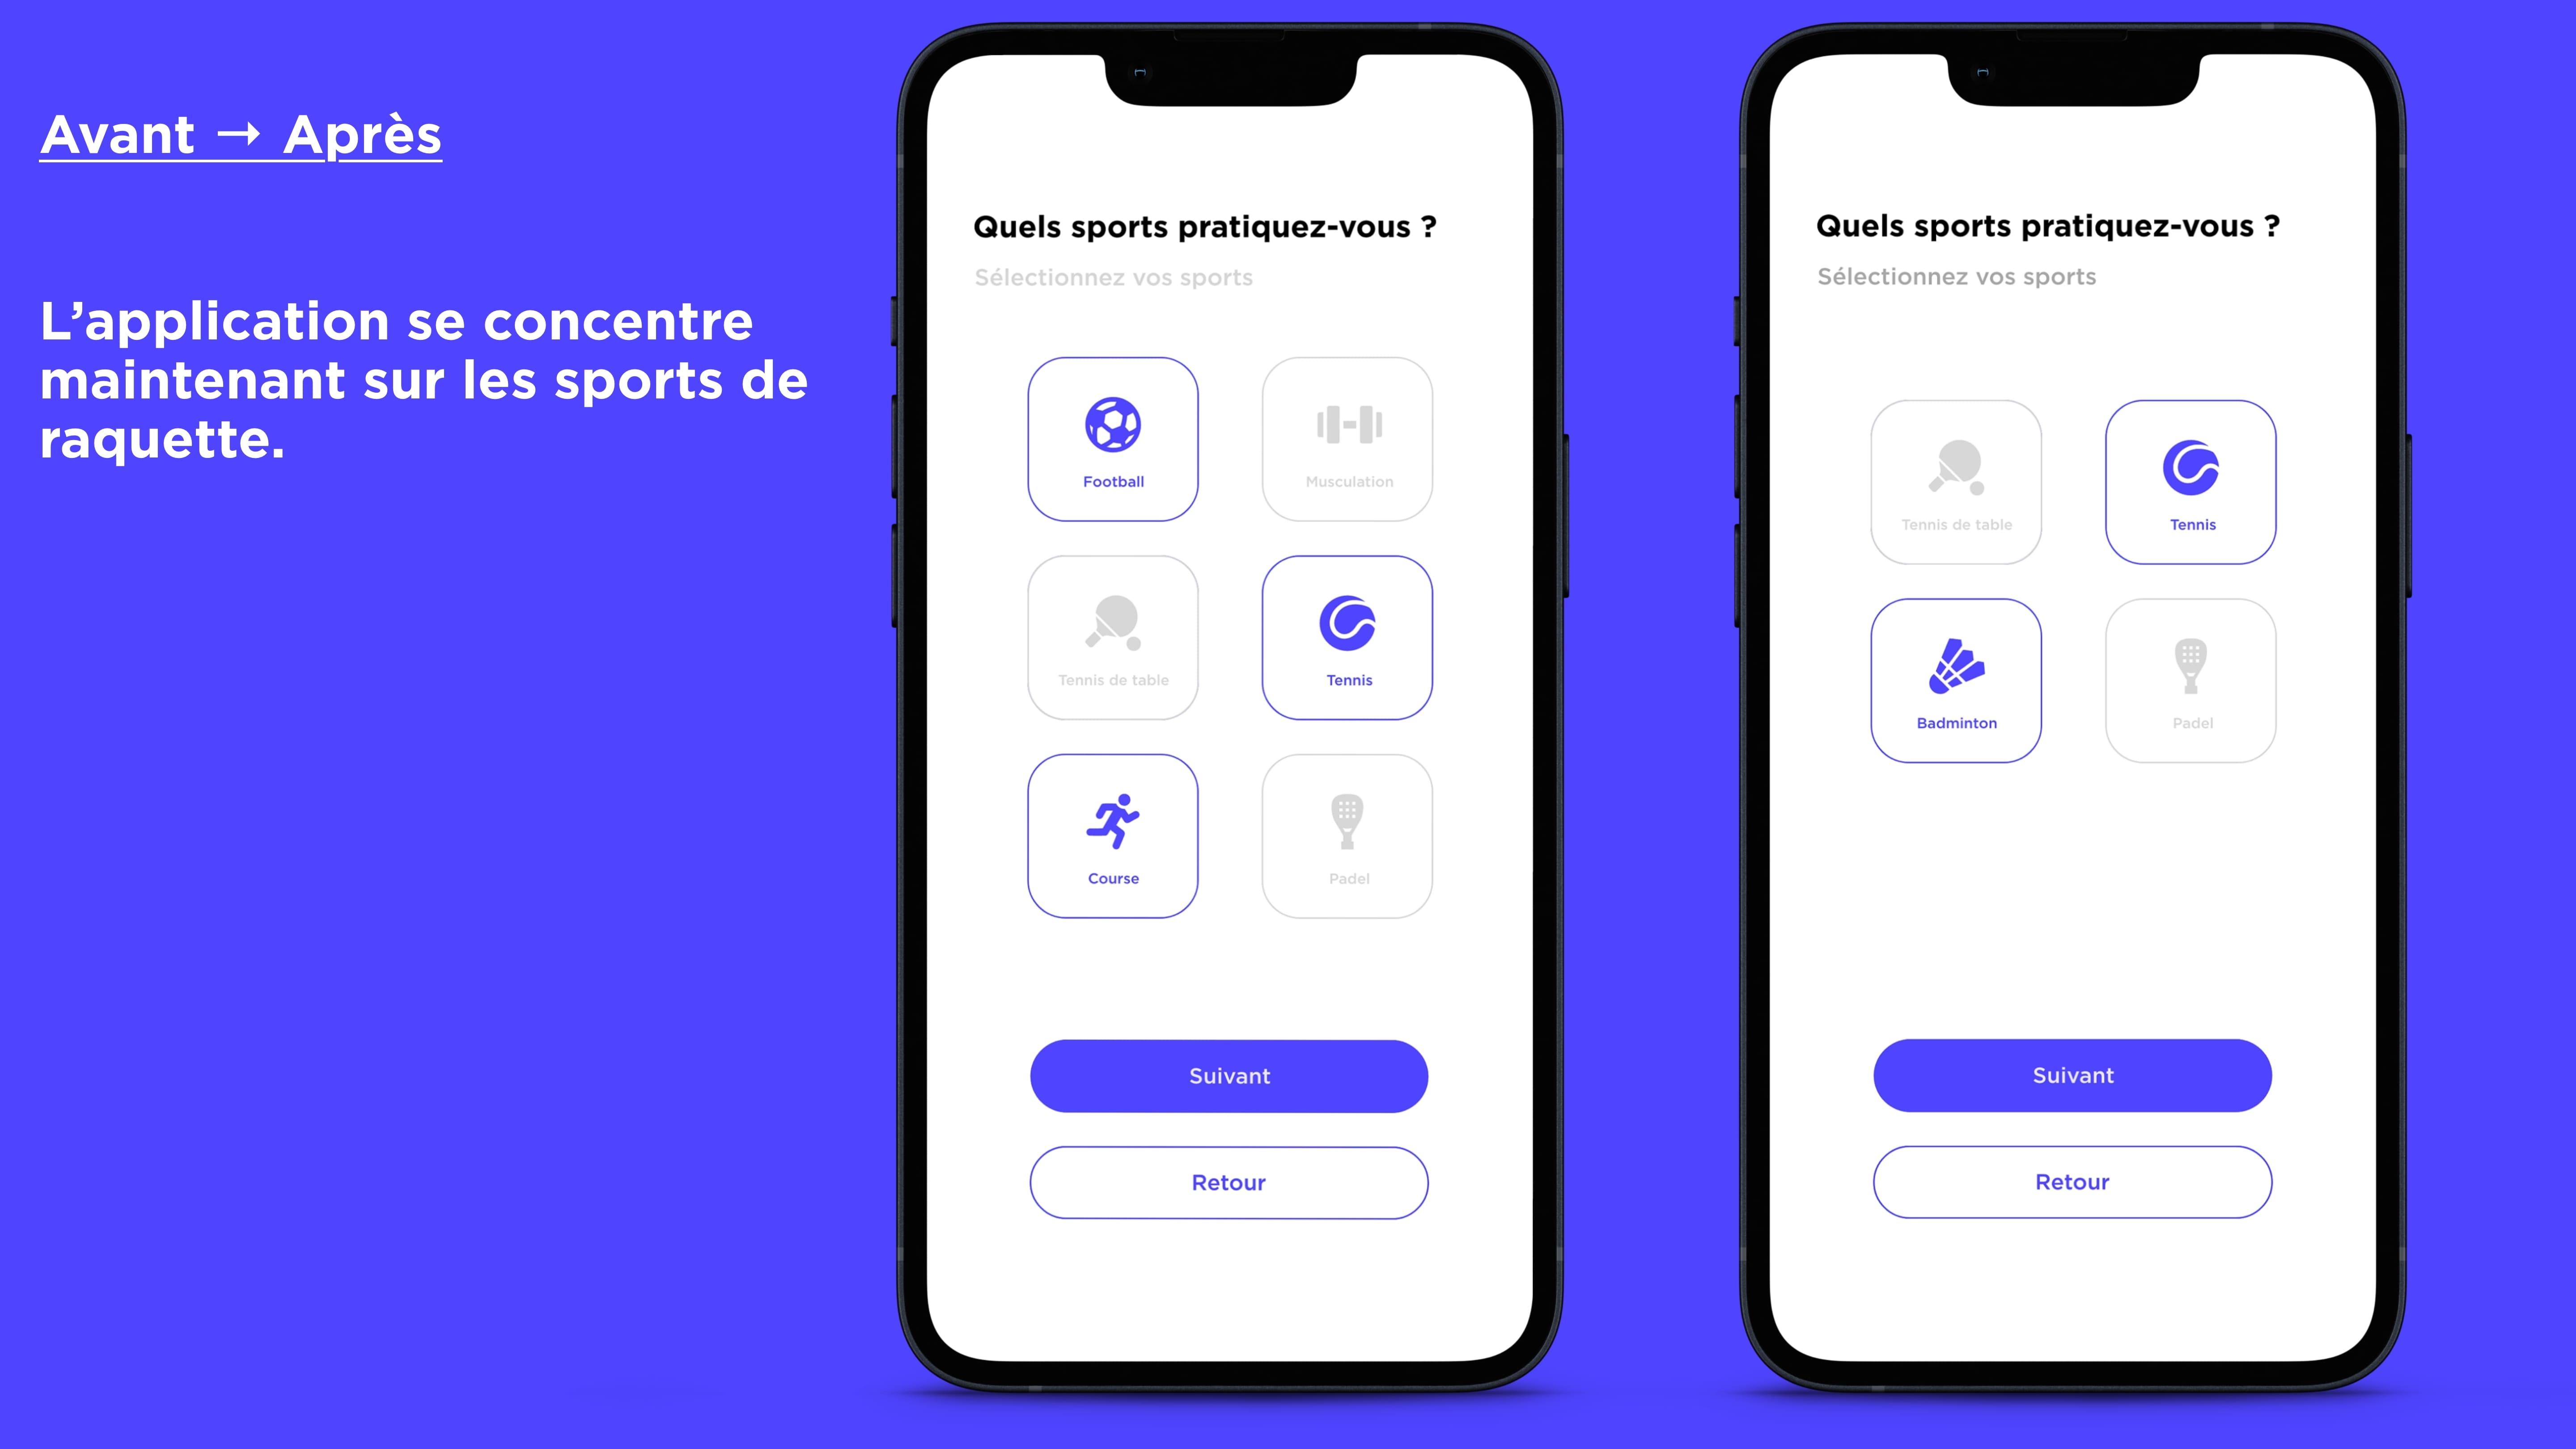 Avant → Après
L’application se concentre
maintenant sur les sports de
raquette.
Quels sports pratiquez-vous ?
Sélectionnez vos sports
Football
Musculation
Tennis de table
Tennis
Course
Padel
Suivant
Retour
Quels sports pratiquez-vous ?
Sélectionnez vos sports
Tennis de table
Tennis
Badminton
Padel
Suivant
Retour